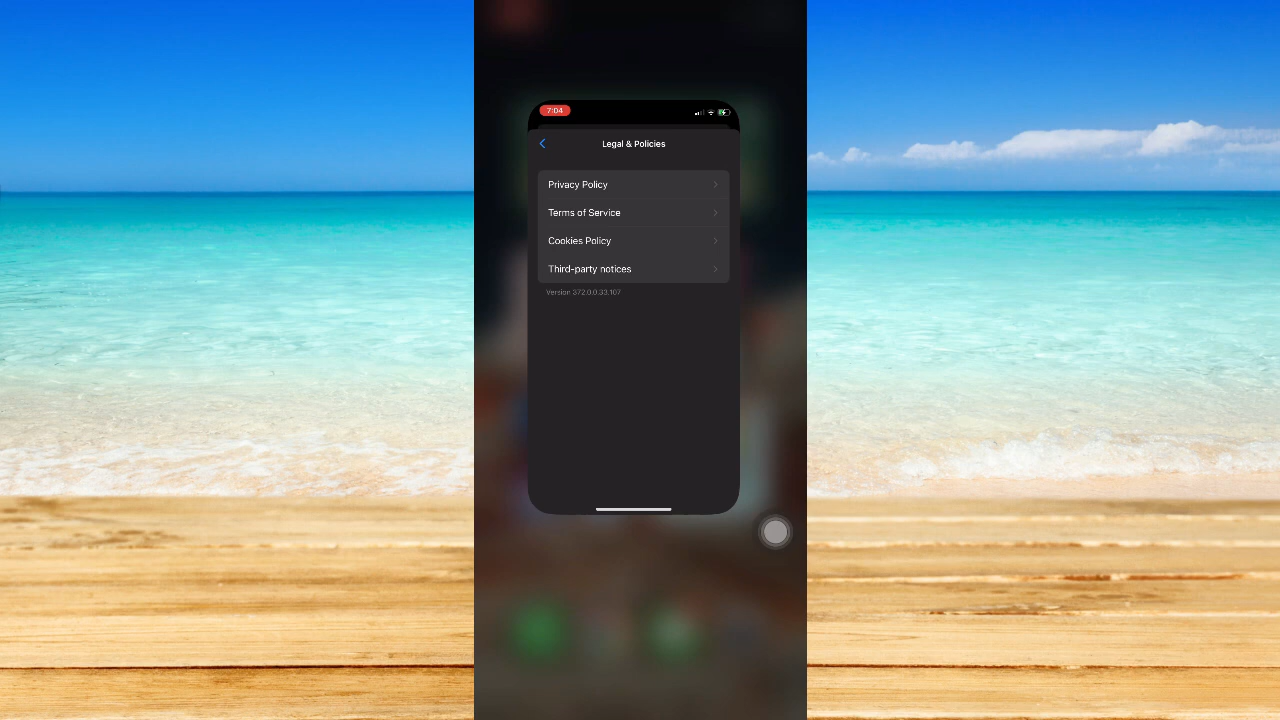 7:04
Legal & Policies
Privacy Policy
Terms of Service
Cookies Policy
Third-party notices
Version 372.0.0.33.107